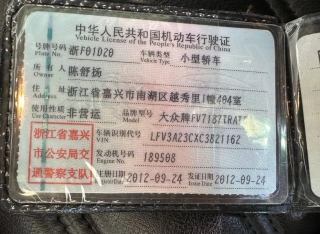 中华人民共和国机动车行驶证
Vehicle License of the People's Republic of China
号牌号码 浙F01D20 车辆类型 小型轿车
Plate No. Vehicle Type
所有人 陈舒扬
Owner
住址 浙江省嘉兴市南湖区越秀里1幢404室
Address
使用性质 非营运 品牌型号 大众牌FV7187TRAT
Use Character Model
浙江省嘉兴
市公安局交
通警察支队
车辆识别代号 LFV3A23CXC3821162
VIN
发动机号码 189508
Engine No.
注册日期 2012-09-24 发证日期 2012-09-24
Register Date Issue Date